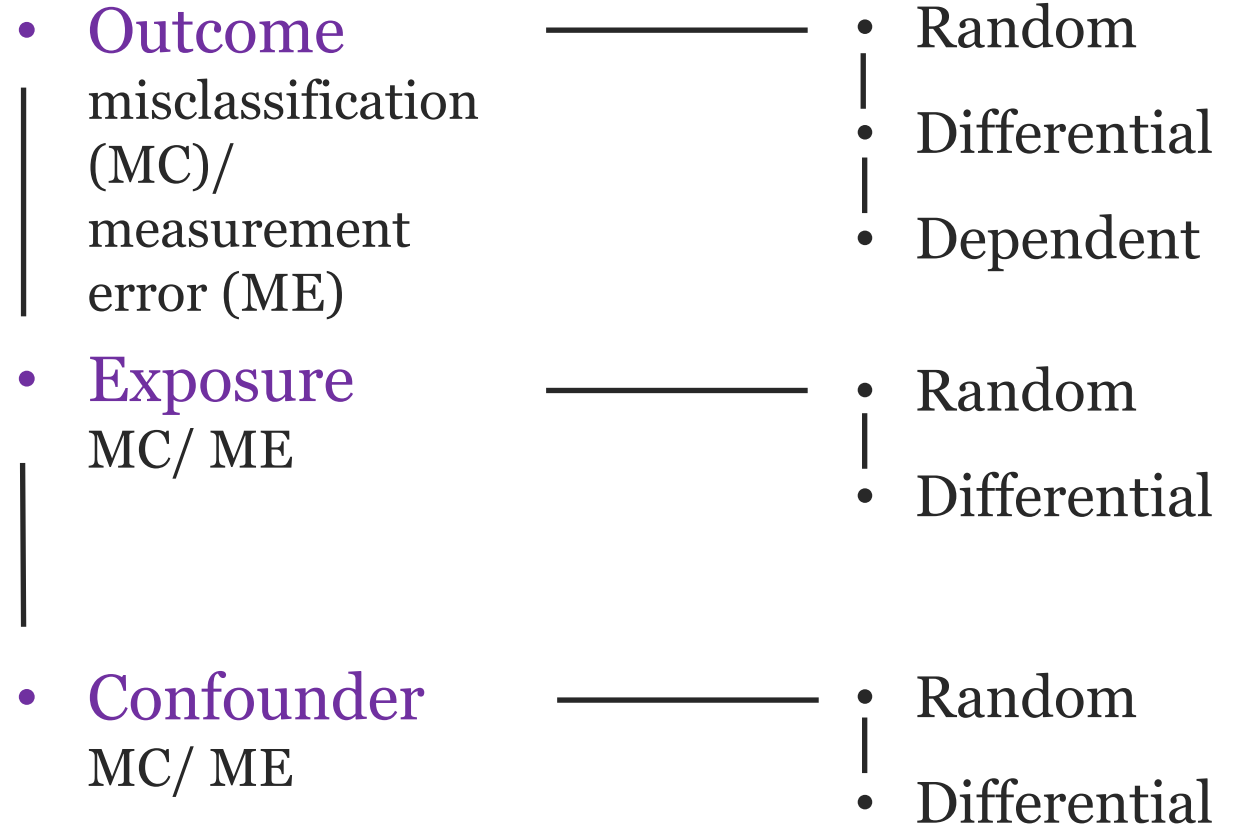 • Outcome
misclassification
(MC)/
measurement
error (ME)
• Random
• Differential
• Dependent
• Exposure
MC/ ME
• Random
• Differential
• Confounder
MC/ ME
• Random
• Differential